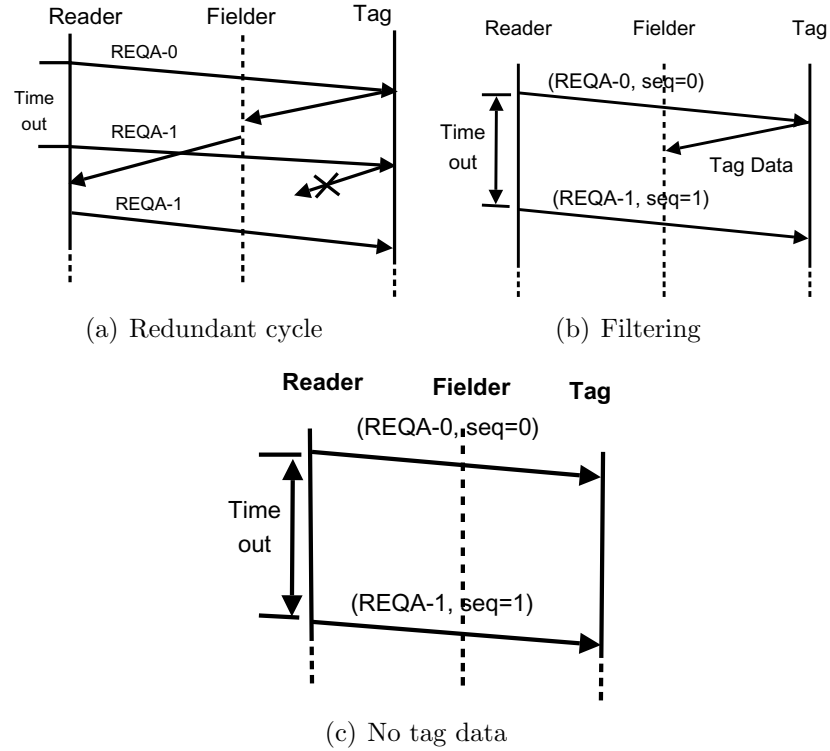 Reader Fielder Tag
REQA-0
Time
out
REQA-1
REQA-1
(a) Redundant cycle
Reader Fielder Tag
(REQA-0, seq=0)
Time
out
Tag Data
(REQA-1, seq=1)
(b) Filtering
Reader Fielder Tag
(REQA-0, seq=0)
Time
out
(REQA-1, seq=1)
(c) No tag data